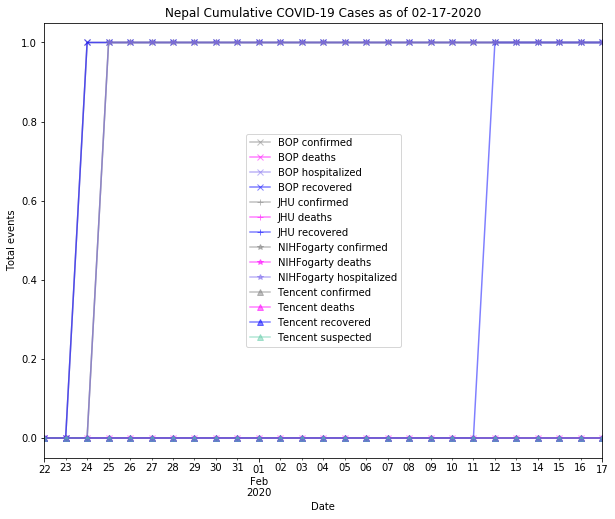 Nepal Cumulative COVID-19 Cases as of 02-17-2020
Total events
1.0
0.8
0.6
0.4
0.2
0.0
BOP confirmed
BOP deaths
BOP hospitalized
BOP recovered
JHU confirmed
JHU deaths
JHU recovered
NIHFogarty confirmed
NIHFogarty deaths
NIHFogarty hospitalized
Tencent confirmed
Tencent deaths
Tencent recovered
Tencent suspected
22 23 24 25 26 27 28 29 30 31 01 02 03 04 05 06 07 08 09 10 11 12 13 14 15 16 17
Feb
2020
Date